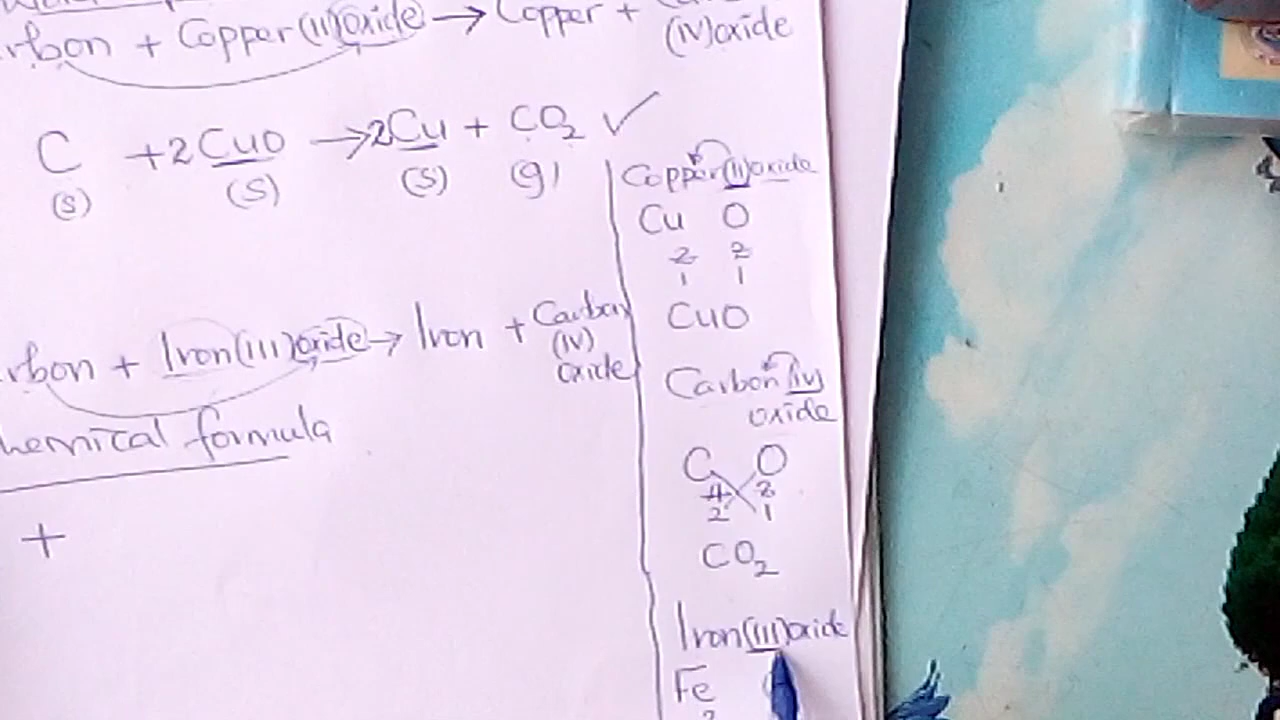 rbon + Copper(II)oxide → Copper +
(IV)oxide
C + 2CuO → 2Cu + CO₂ ✓
(s) (s) (s) (g)
rbon + Iron(III)oxide → Iron + Carbon
(IV)
oxide
hemical formula
+
Copper(II)oxide
Cu O
2 2
1 1
CuO
Carbon(IV)
oxide
C O
4 2
2 1
CO₂
Iron(III)oxide
Fe